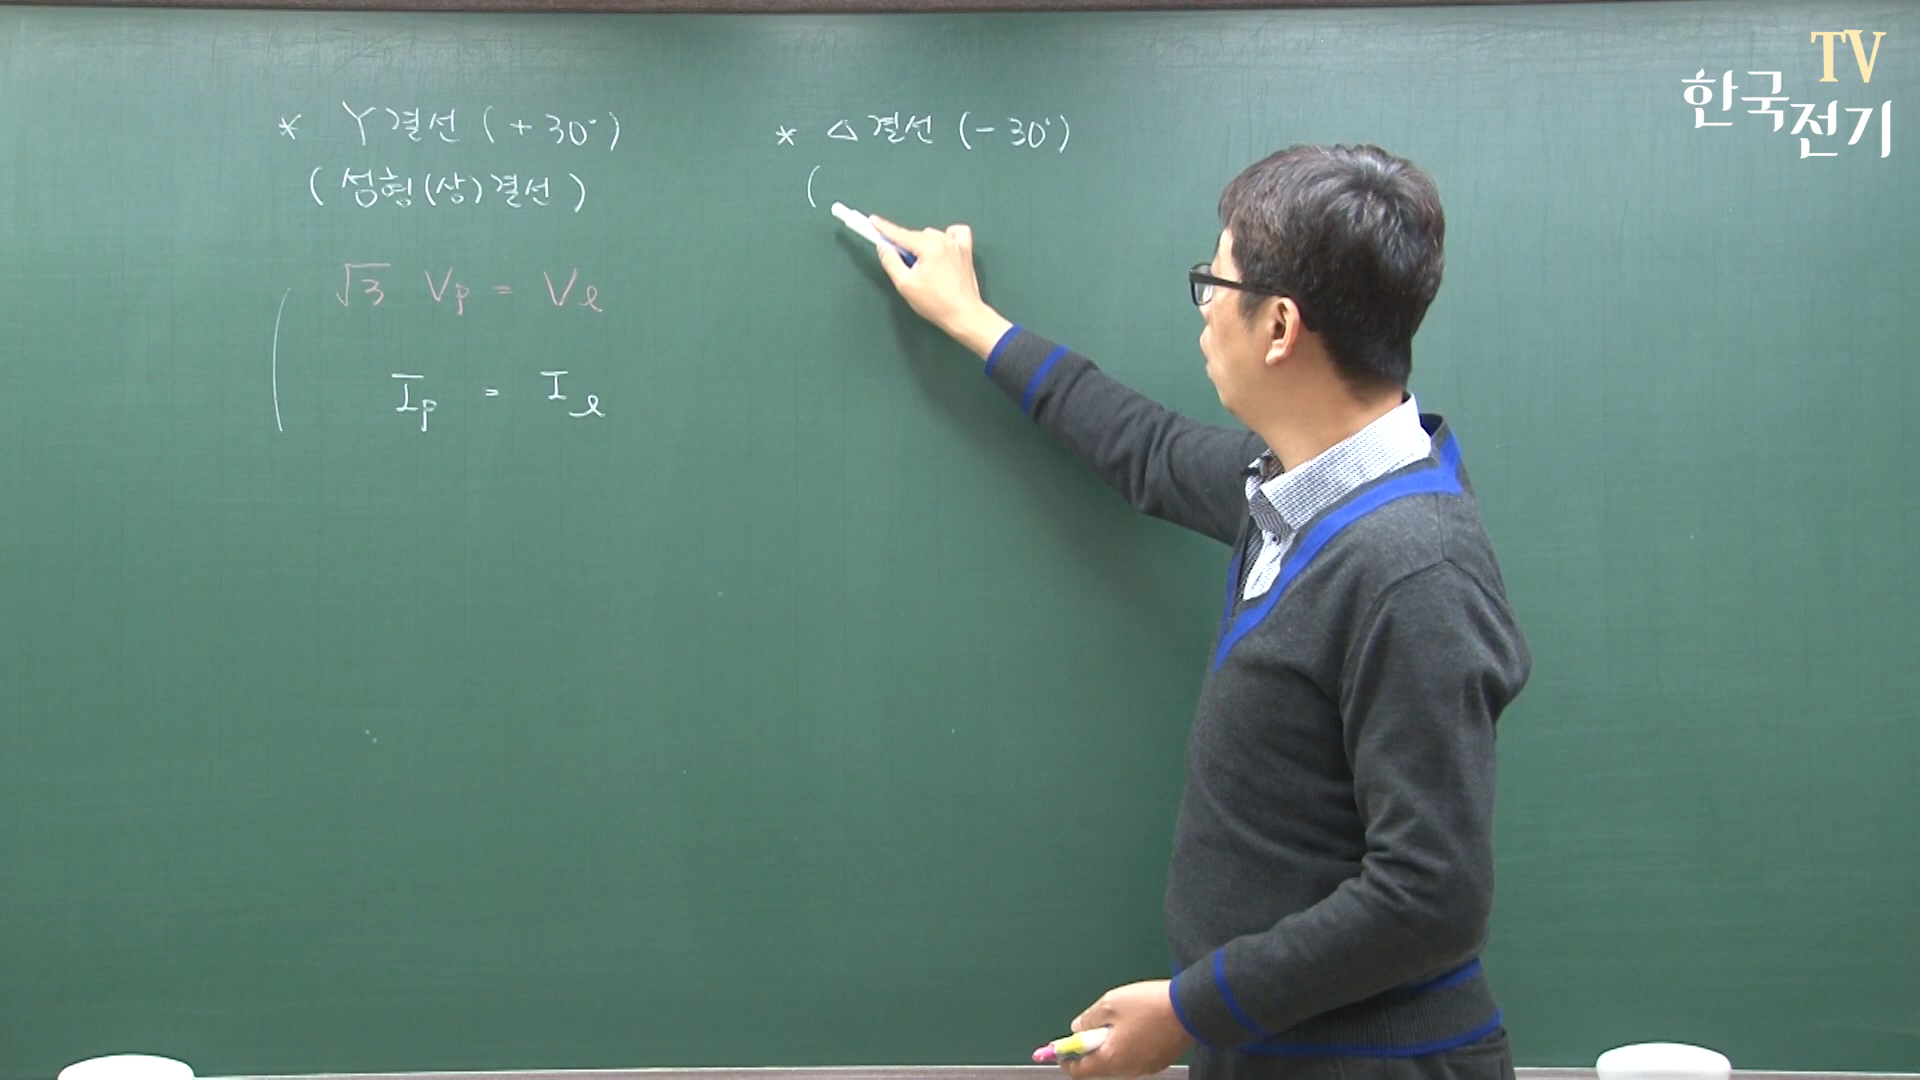 * Y결선 (+30°)
(성형(상)결선)
√3 Vp = Vℓ
Ip = Iℓ
* △결선 (-30°)
(
TV
한국전기